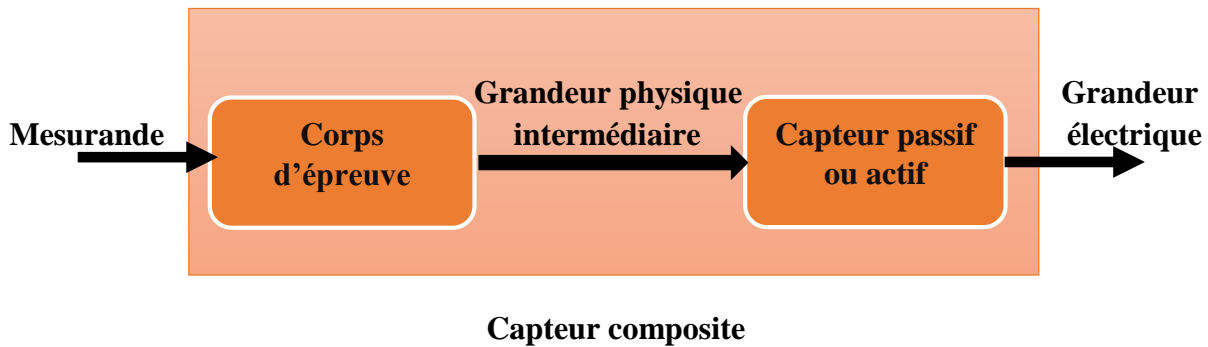 Mesurande
Corps
d’épreuve
Grandeur physique
intermédiaire
Capteur passif
ou actif
Grandeur
électrique
Capteur composite